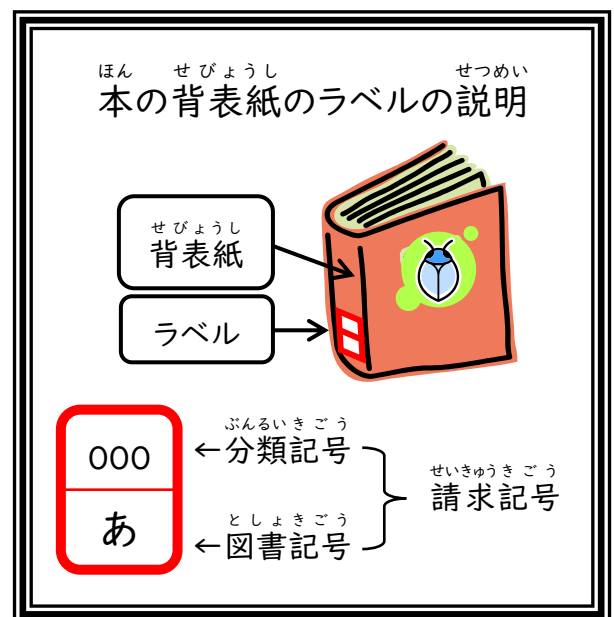 ほん せびょうし せつめい
本の背表紙のラベルの説明
せびょうし
背表紙
ラベル
000
あ
ぶんるいきごう
←分類記号
としょきごう
←図書記号
せいきゅうきごう
請求記号